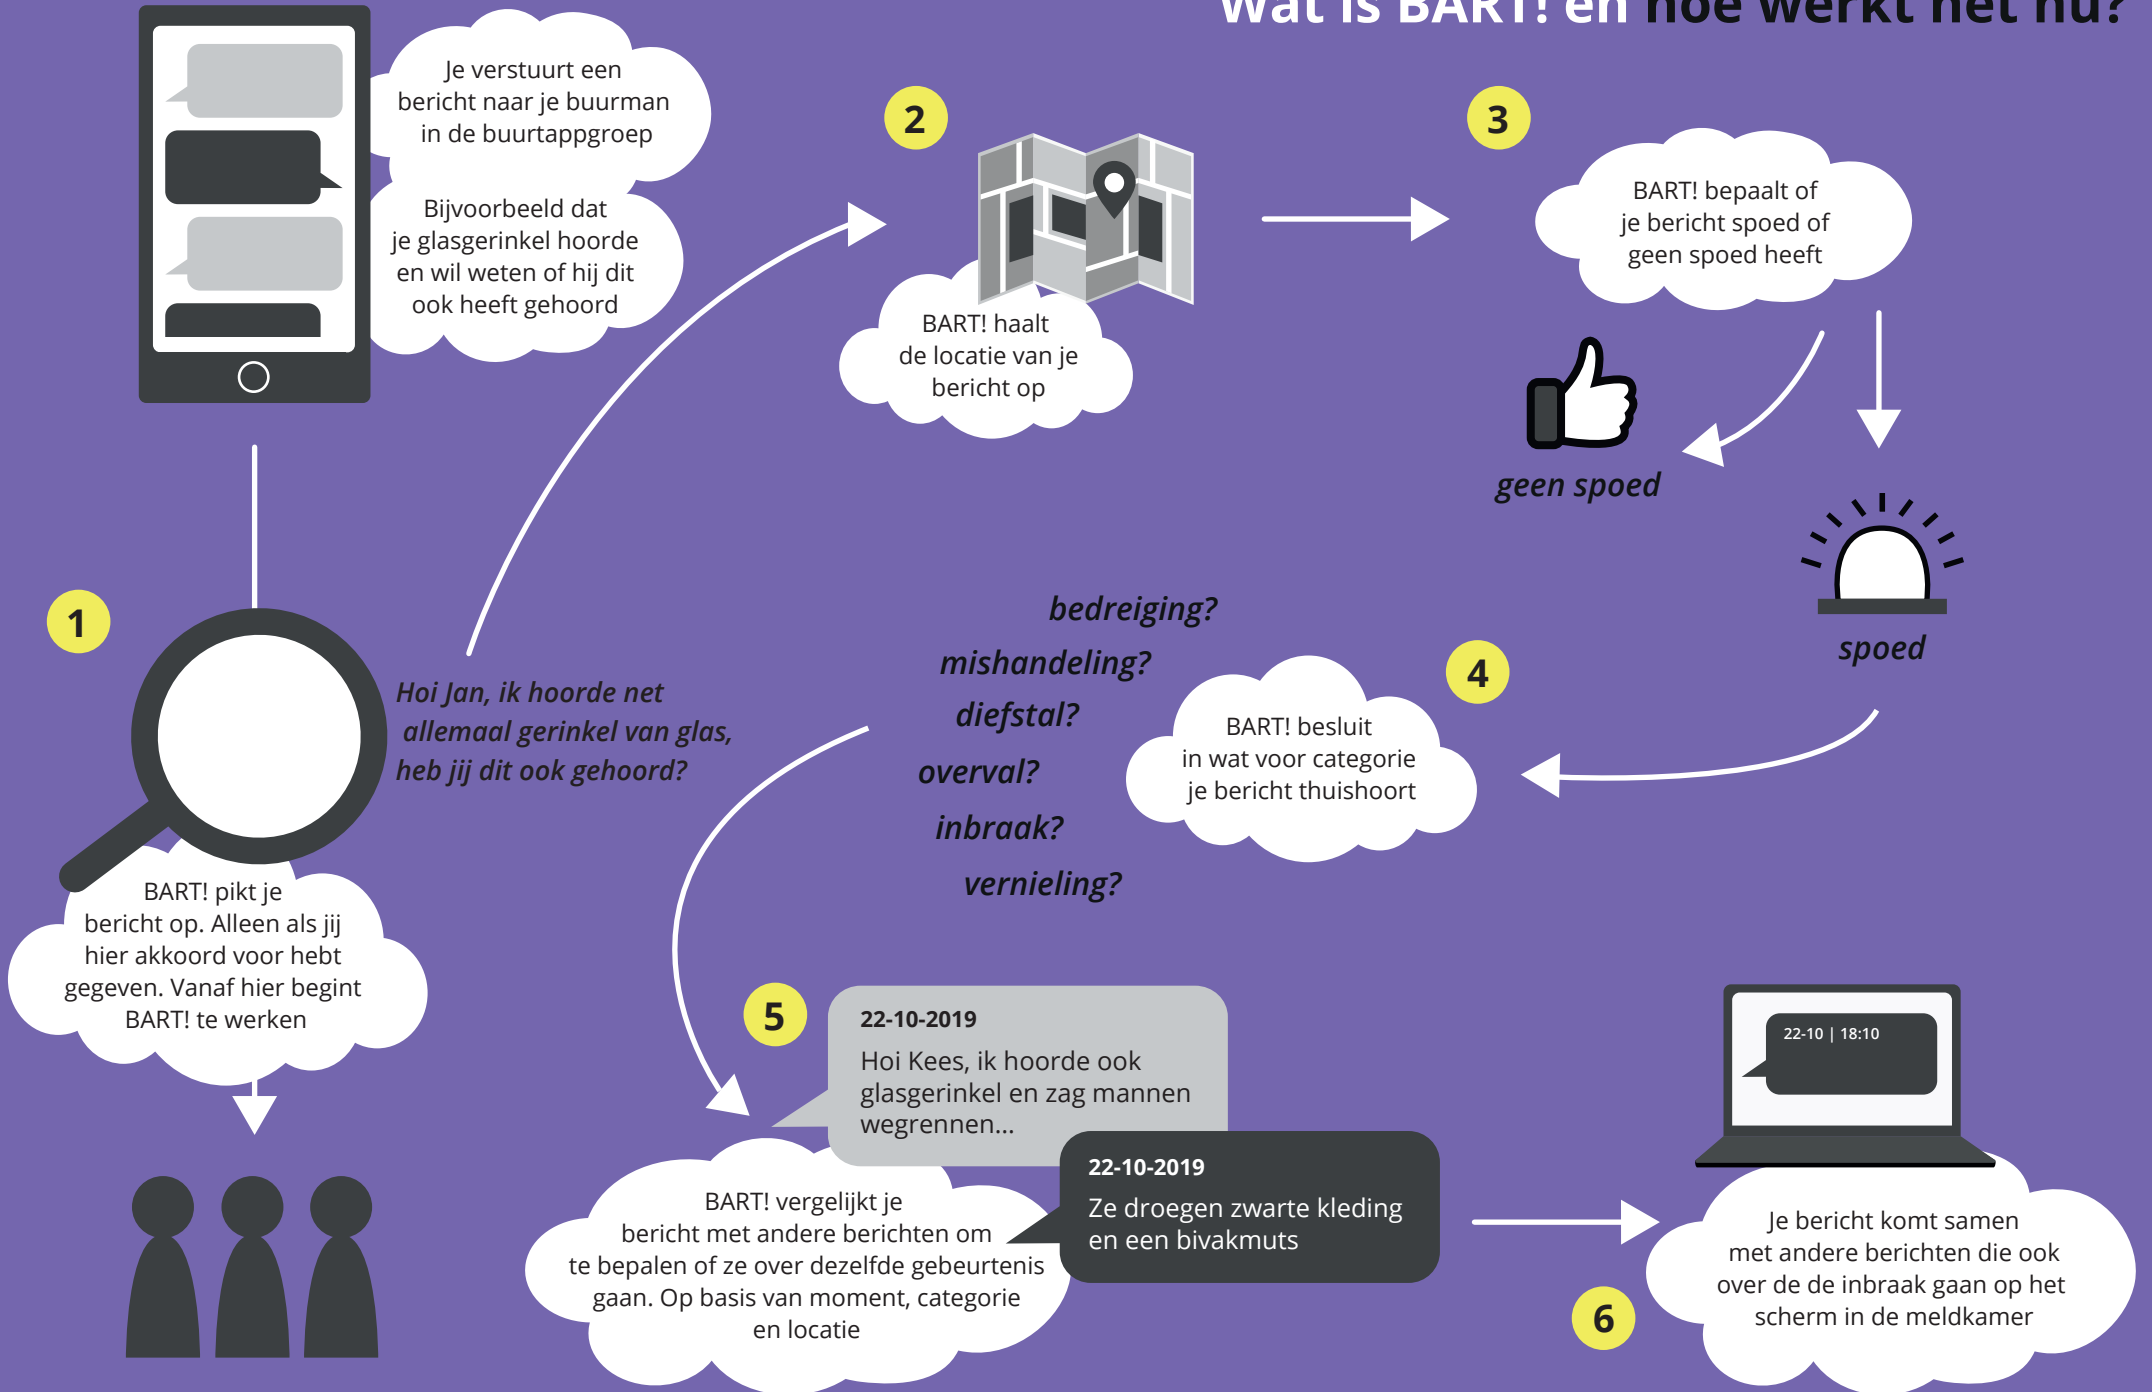 Wat is BART! en hoe werkt het nu?
Je verstuurt een
bericht naar je buurman
in de buurtappgroep
Bijvoorbeeld dat
je glasgerinkel hoorde
en wil weten of hij dit
ook heeft gehoord
1
Hoi Jan, ik hoorde net
allemaal gerinkel van glas,
heb jij dit ook gehoord?
BART! pikt je
bericht op. Alleen als jij
hier akkoord voor hebt
gegeven. Vanaf hier begint
BART! te werken
2
BART! haalt
de locatie van je
bericht op
3
BART! bepaalt of
je bericht spoed of
geen spoed heeft
geen spoed
spoed
4
BART! besluit
in wat voor categorie
je bericht thuishoort
bedreiging?
mishandeling?
diefstal?
overval?
inbraak?
vernieling?
5
22-10-2019
Hoi Kees, ik hoorde ook
glasgerinkel en zag mannen
wegrennen...
22-10-2019
Ze droegen zwarte kleding
en een bivakmuts
BART! vergelijkt je
bericht met andere berichten om
te bepalen of ze over dezelfde gebeurtenis
gaan. Op basis van moment, categorie
en locatie
6
22-10 | 18:10
Je bericht komt samen
met andere berichten die ook
over de de inbraak gaan op het
scherm in de meldkamer